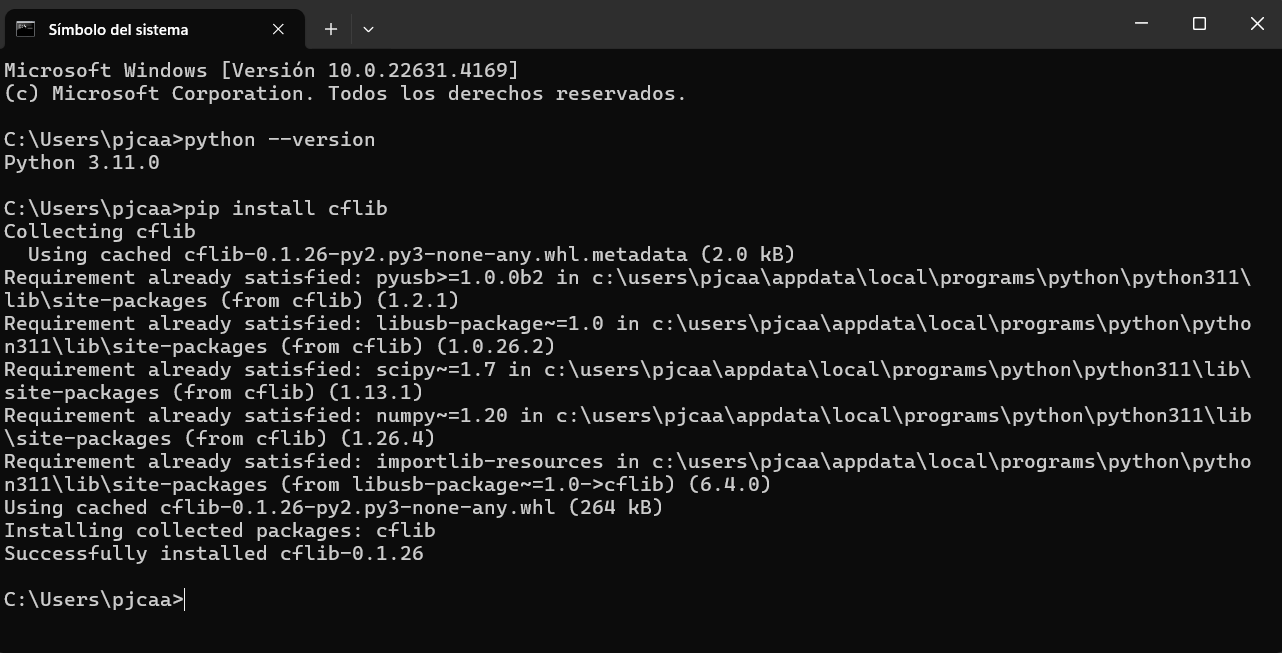 Símbolo del sistema
Microsoft Windows [Versión 10.0.22631.4169]
(c) Microsoft Corporation. Todos los derechos reservados.
C:\Users\pjcaa>python --version
Python 3.11.0
C:\Users\pjcaa>pip install cflib
Collecting cflib
  Using cached cflib-0.1.26-py2.py3-none-any.whl.metadata (2.0 kB)
Requirement already satisfied: pyusb>=1.0.0b2 in c:\users\pjcaa\appdata\local\programs\python\python311\
lib\site-packages (from cflib) (1.2.1)
Requirement already satisfied: libusb-package~=1.0 in c:\users\pjcaa\appdata\local\programs\python\pytho
n311\lib\site-packages (from cflib) (1.0.26.2)
Requirement already satisfied: scipy~=1.7 in c:\users\pjcaa\appdata\local\programs\python\python311\lib\
site-packages (from cflib) (1.13.1)
Requirement already satisfied: numpy~=1.20 in c:\users\pjcaa\appdata\local\programs\python\python311\lib
\site-packages (from cflib) (1.26.4)
Requirement already satisfied: importlib-resources in c:\users\pjcaa\appdata\local\programs\python\pytho
n311\lib\site-packages (from libusb-package~=1.0->cflib) (6.4.0)
Using cached cflib-0.1.26-py2.py3-none-any.whl (264 kB)
Installing collected packages: cflib
Successfully installed cflib-0.1.26
C:\Users\pjcaa>